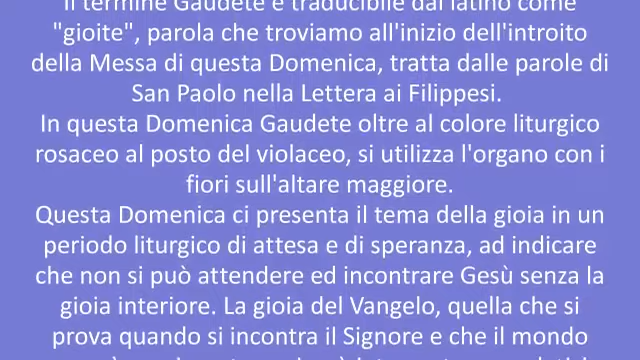 Il termine Gaudete è traducibile dal latino come
"gioite", parola che troviamo all'inizio dell'introito
della Messa di questa Domenica, tratta dalle parole di
San Paolo nella Lettera ai Filippesi.
In questa Domenica Gaudete oltre al colore liturgico
rosaceo al posto del violaceo, si utilizza l'organo con i
fiori sull'altare maggiore.
Questa Domenica ci presenta il tema della gioia in un
periodo liturgico di attesa e di speranza, ad indicare
che non si può attendere ed incontrare Gesù senza la
gioia interiore. La gioia del Vangelo, quella che si
prova quando si incontra il Signore e che il mondo